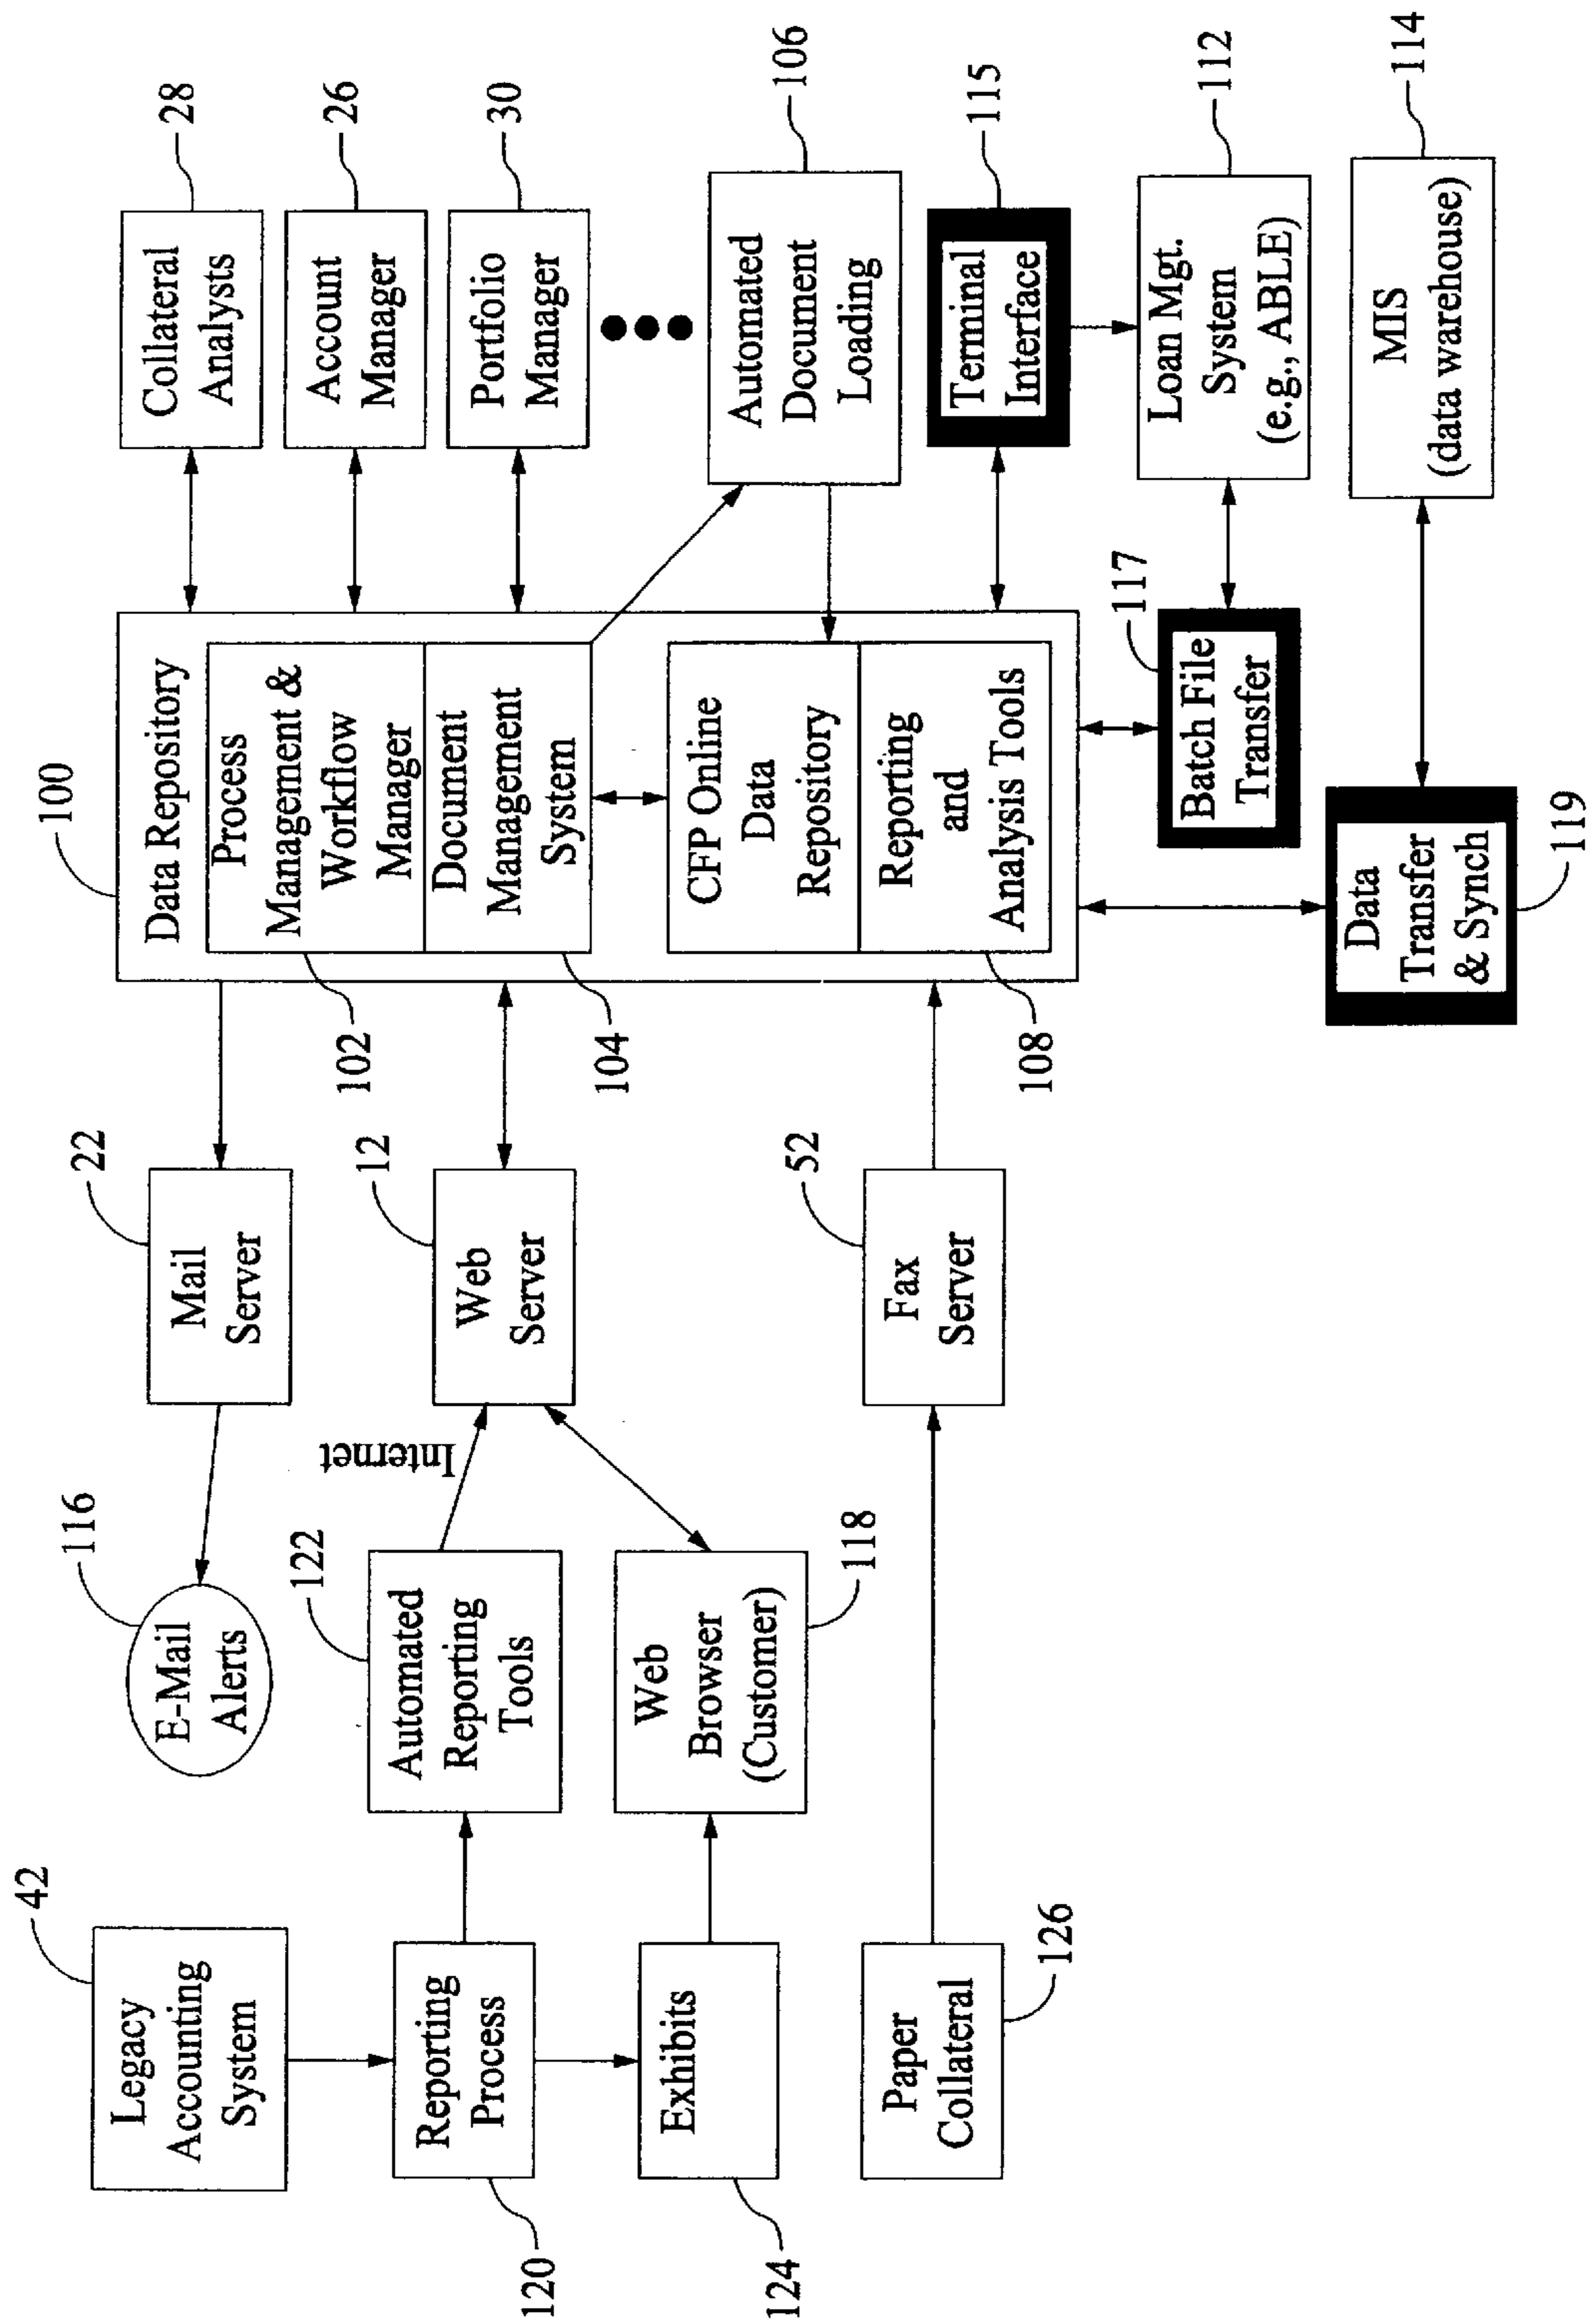 42
Legacy
Accounting
System
120
Reporting
Process
124
Exhibits
Paper
Collateral
126
116
E-Mail
Alerts
122
Automated
Reporting
Tools
Internet
Web
Browser
(Customer)
118
22
Mail
Server
12
Web
Server
52
Fax
Server
100
Data Repository
Process
Management &
Workflow
Manager
102
Document
Management
System
104
CFP Online
Data
Repository
Reporting
and
Analysis Tools
108
Collateral
Analysts
28
Account
Manager
26
Portfolio
Manager
30
Automated
Document
Loading
106
Terminal
Interface
115
Loan Mgt.
System
(e.g., ABLE)
112
MIS
(data warehouse)
114
117
Batch File
Transfer
Data
Transfer
& Synch
119